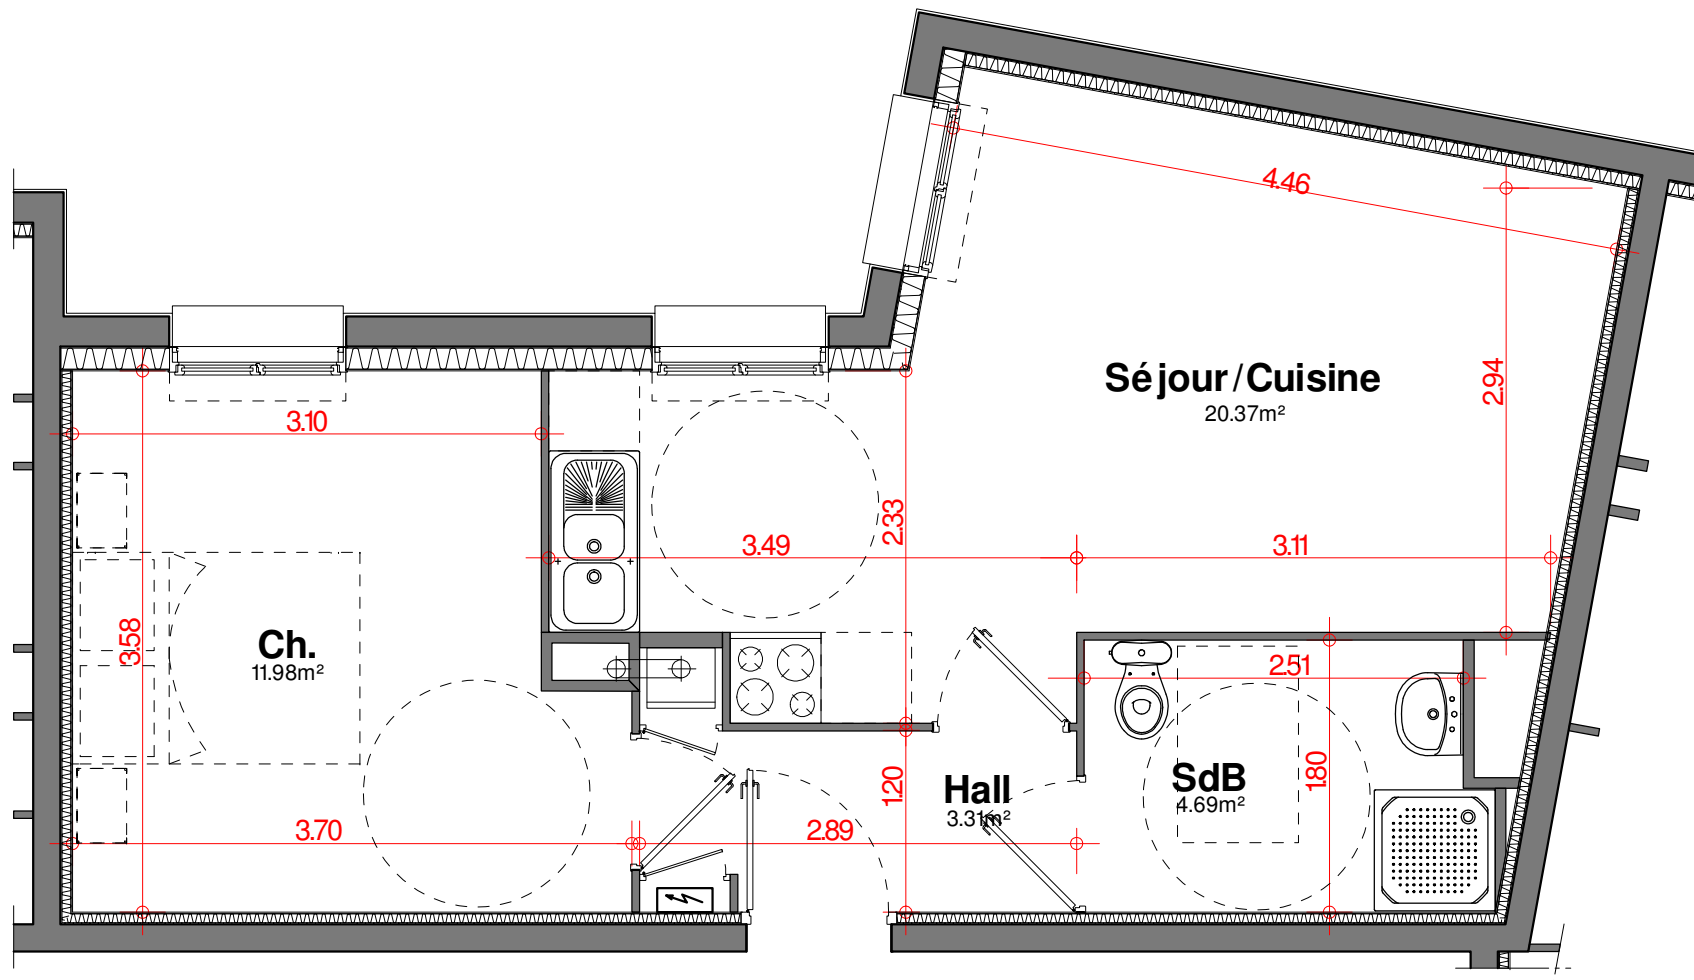 4.46
Séjour/Cuisine
20.37m²
2.94
3.10
2.33
3.49
3.11
3.58
Ch.
11.98m²
2.51
1.80
SdB
4.69m²
Hall
3.31m²
1.20
3.70
2.89